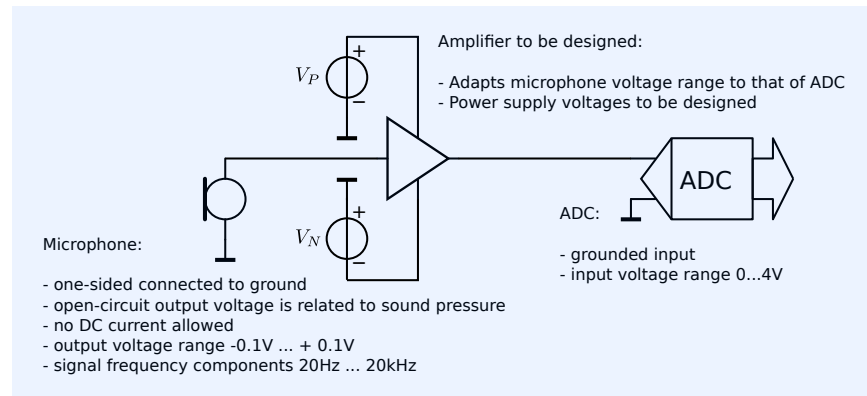 Amplifier to be designed:
- Adapts microphone voltage range to that of ADC
- Power supply voltages to be designed
+
V_P
−
ADC
ADC:
- grounded input
- input voltage range 0...4V
+
V_N
−
Microphone:
- one-sided connected to ground
- open-circuit output voltage is related to sound pressure
- no DC current allowed
- output voltage range -0.1V ... + 0.1V
- signal frequency components 20Hz ... 20kHz